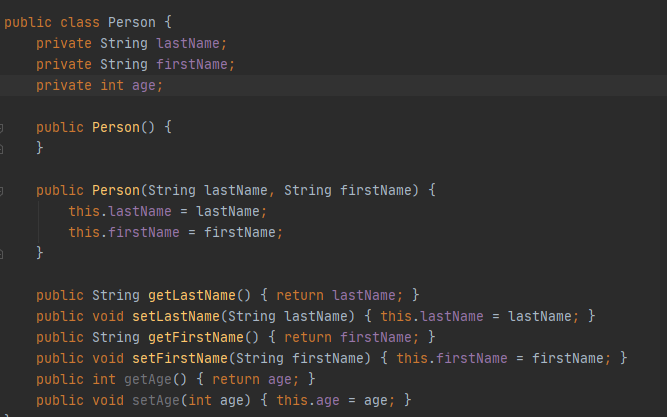 public class Person {
    private String lastName;
    private String firstName;
    private int age;

    public Person() {
    }

    public Person(String lastName, String firstName) {
        this.lastName = lastName;
        this.firstName = firstName;
    }

    public String getLastName() { return lastName; }
    public void setLastName(String lastName) { this.lastName = lastName; }
    public String getFirstName() { return firstName; }
    public void setFirstName(String firstName) { this.firstName = firstName; }
    public int getAge() { return age; }
    public void setAge(int age) { this.age = age; }
}